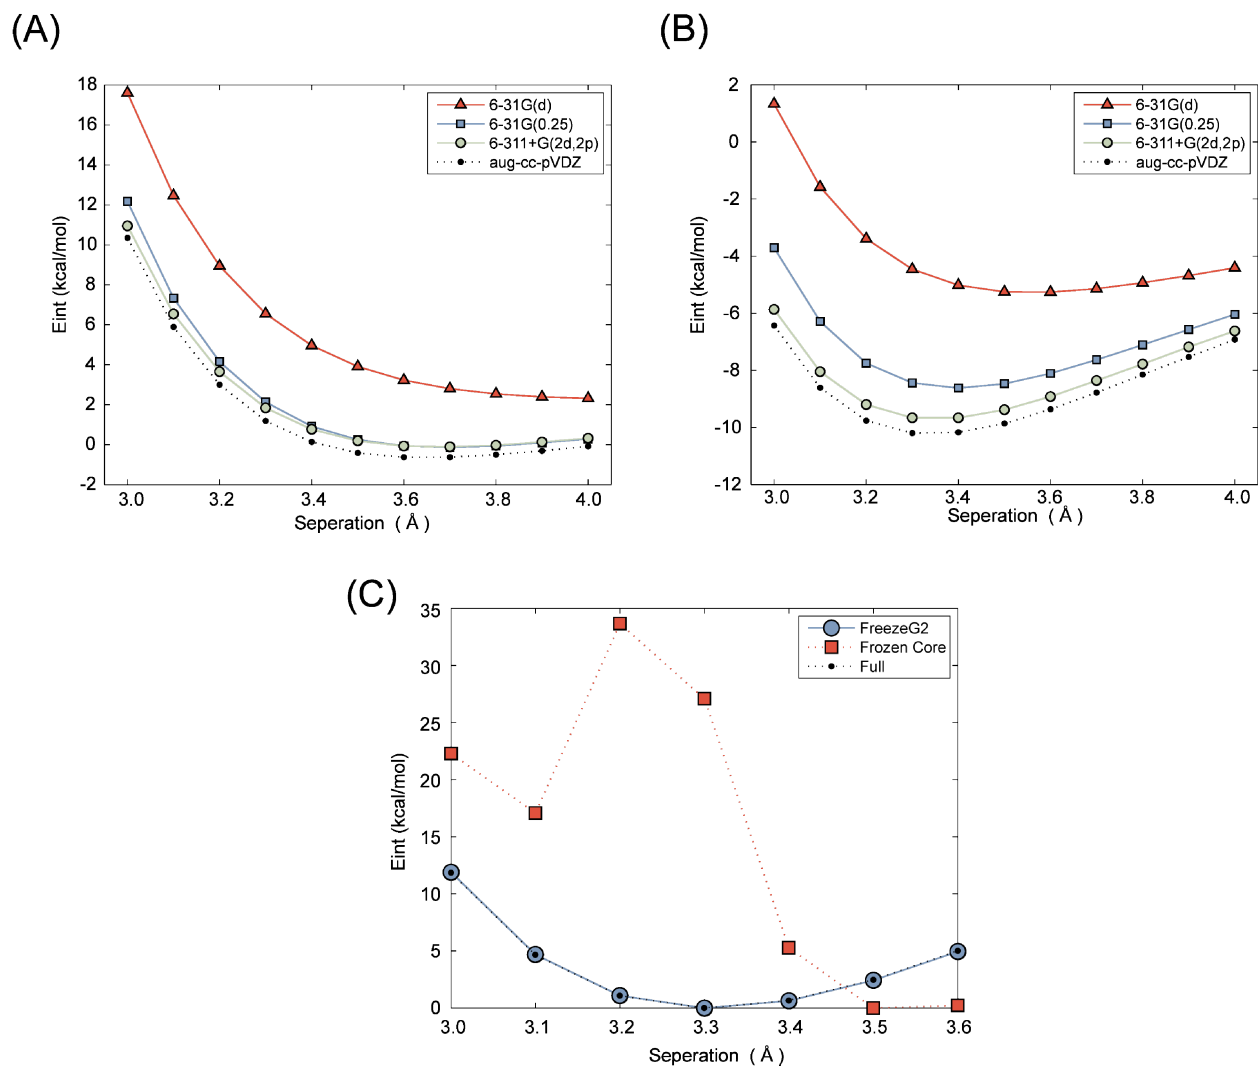 (A)
(B)
18
16
14
12
10
8
6
4
2
0
-2
Eint (kcal/mol)
6-31G(d)
6-31G(0.25)
6-311+G(2d,2p)
aug-cc-pVDZ
3.0 3.2 3.4 3.6 3.8 4.0
Seperation ( Å )
2
0
-2
-4
-6
-8
-10
-12
Eint (kcal/mol)
6-31G(d)
6-31G(0.25)
6-311+G(2d,2p)
aug-cc-pVDZ
3.0 3.2 3.4 3.6 3.8 4.0
Seperation ( Å )
(C)
35
30
25
20
15
10
5
0
Eint (kcal/mol)
FreezeG2
Frozen Core
Full
3.0 3.1 3.2 3.3 3.4 3.5 3.6
Seperation ( Å )